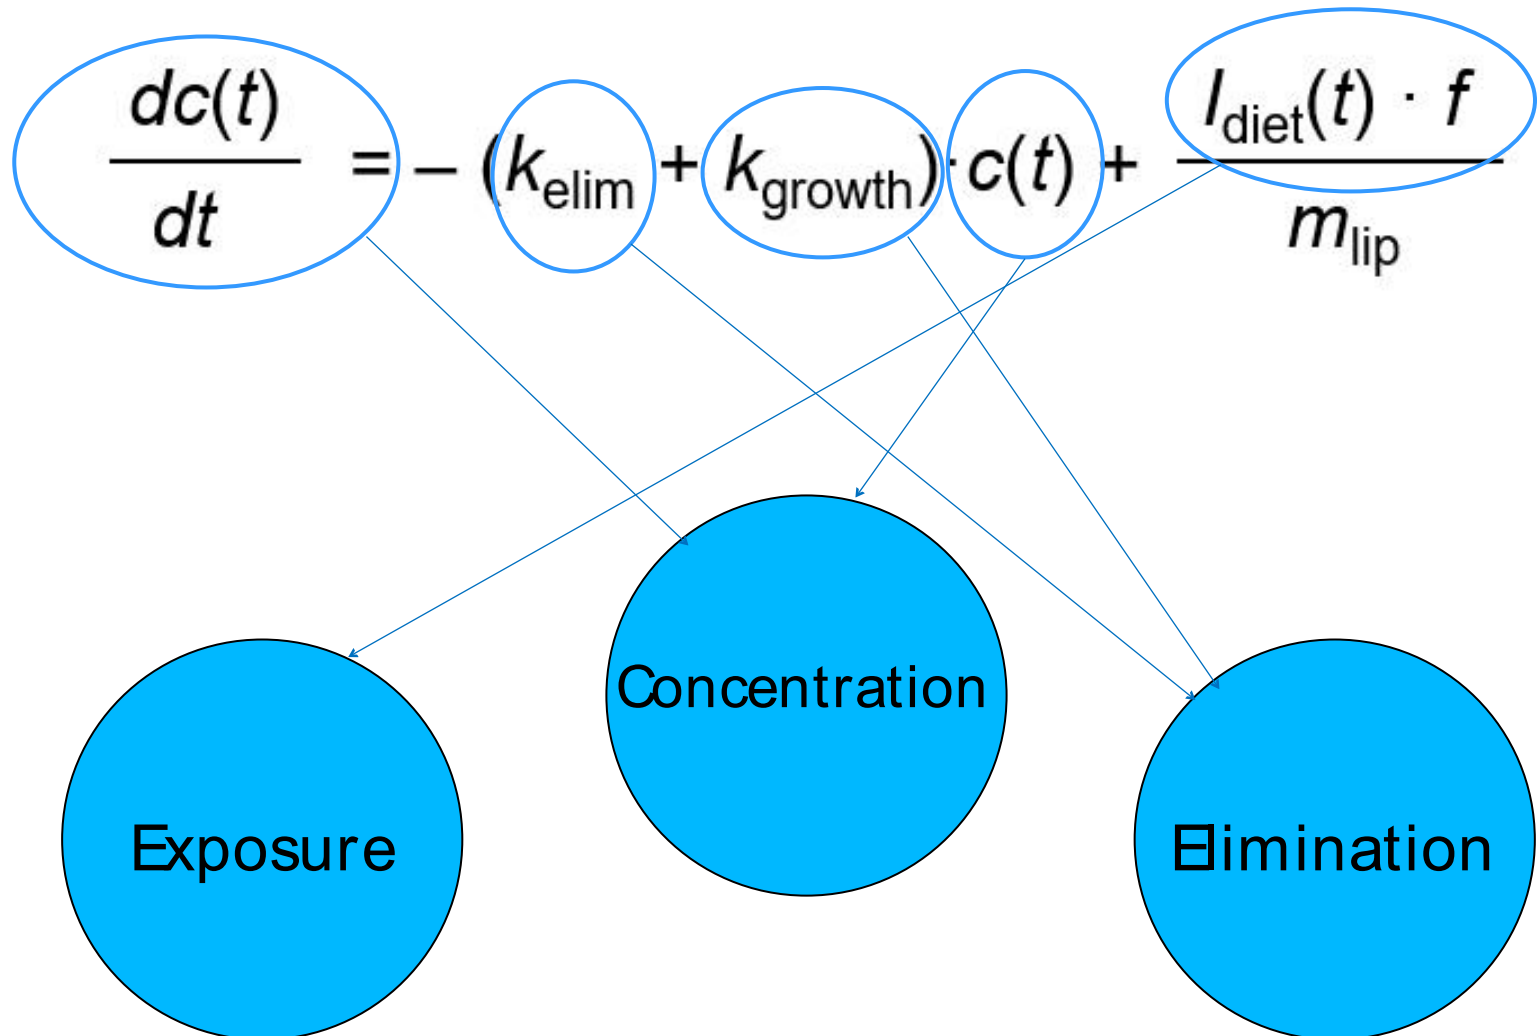 dc(t)/dt = – (k_elim + k_growth) · c(t) + I_diet(t) · f / m_lip
Concentration
Exposure
Elimination